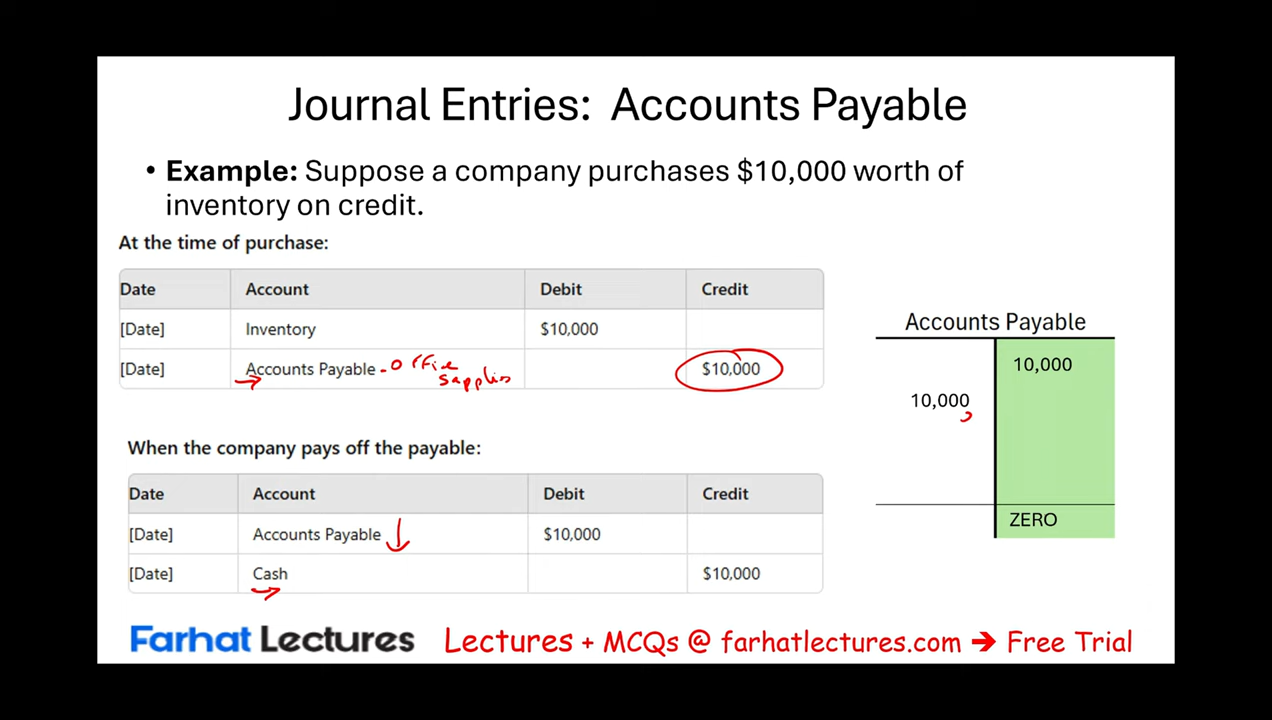 Journal Entries: Accounts Payable
• Example: Suppose a company purchases $10,000 worth of
inventory on credit.
At the time of purchase:
Date Account Debit Credit
[Date] Inventory $10,000
[Date] Accounts Payable - Office $10,000
supplies
When the company pays off the payable:
Date Account Debit Credit
[Date] Accounts Payable $10,000
[Date] Cash $10,000
Accounts Payable
10,000
10,000
ZERO
Farhat Lectures
Lectures + MCQs @ farhatlectures.com ➔ Free Trial